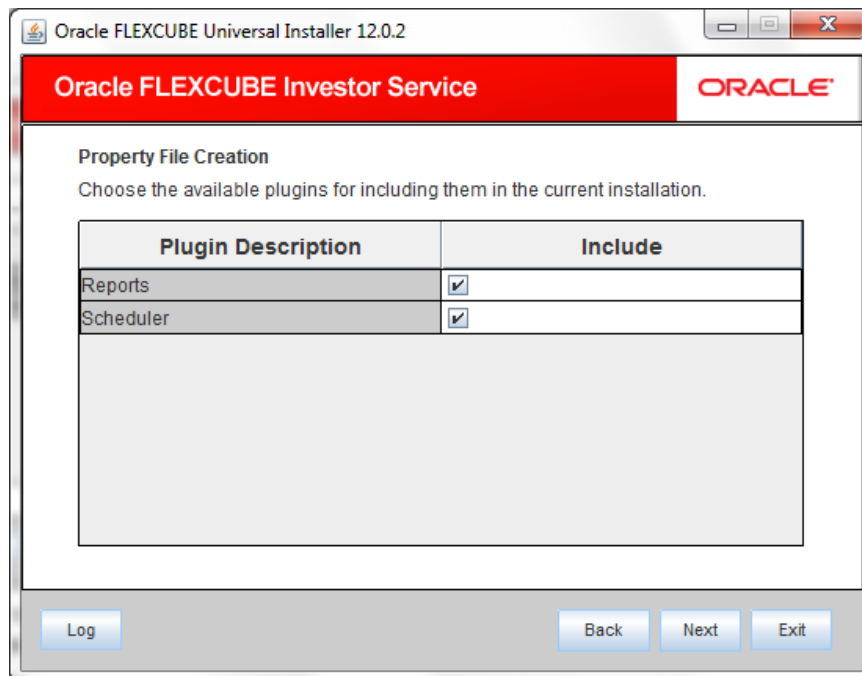 Oracle FLEXCUBE Universal Installer 12.0.2
Oracle FLEXCUBE Investor Service
ORACLE
Property File Creation
Choose the available plugins for including them in the current installation.
Plugin Description Include
Reports
Scheduler
Log Back Next Exit